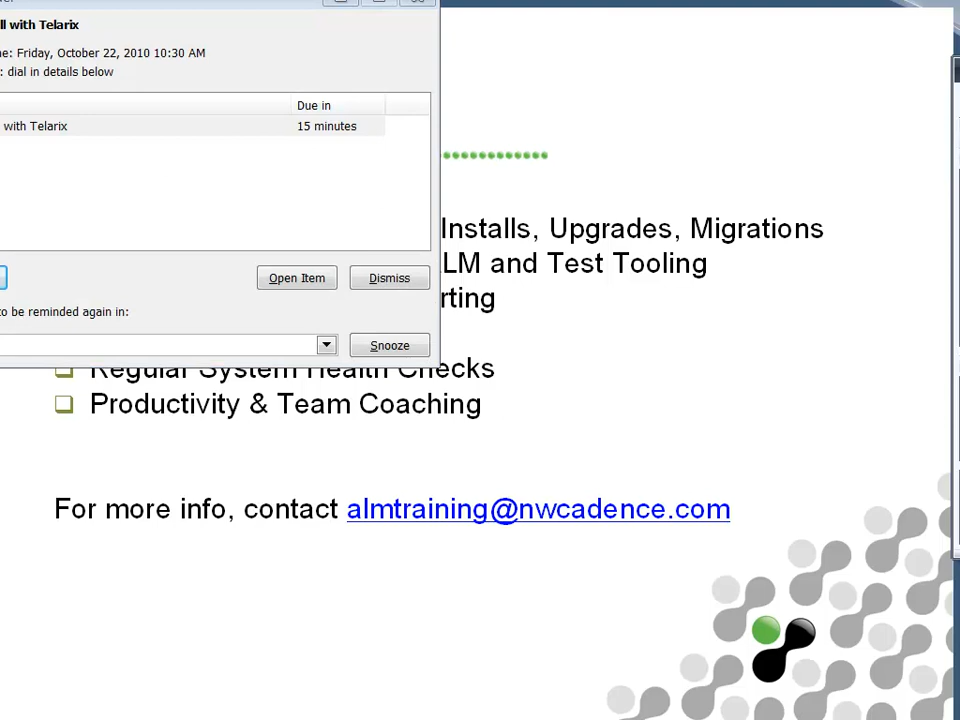 ll with Telarix
e: Friday, October 22, 2010 10:30 AM
: dial in details below
Due in
with Telarix
15 minutes
Open Item
Dismiss
to be reminded again in:
Snooze
Installs, Upgrades, Migrations
LM and Test Tooling
rting
Regular System Health Checks
Productivity & Team Coaching
For more info, contact almtraining@nwcadence.com